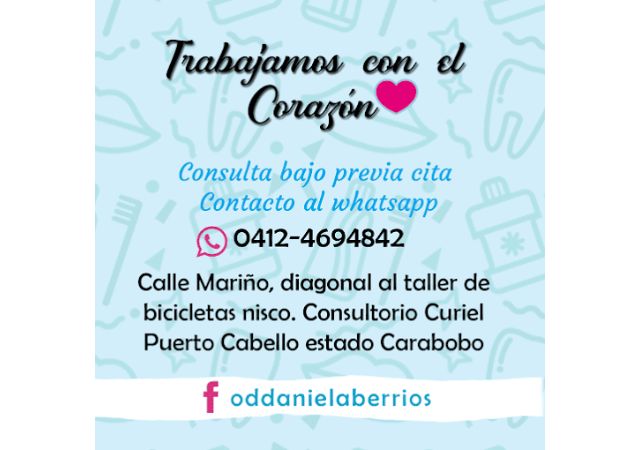 Trabajamos con el
Corazón
Consulta bajo previa cita
Contacto al whatsapp
0412-4694842
Calle Mariño, diagonal al taller de
bicicletas nisco. Consultorio Curiel
Puerto Cabello estado Carabobo
f oddanielaberrios